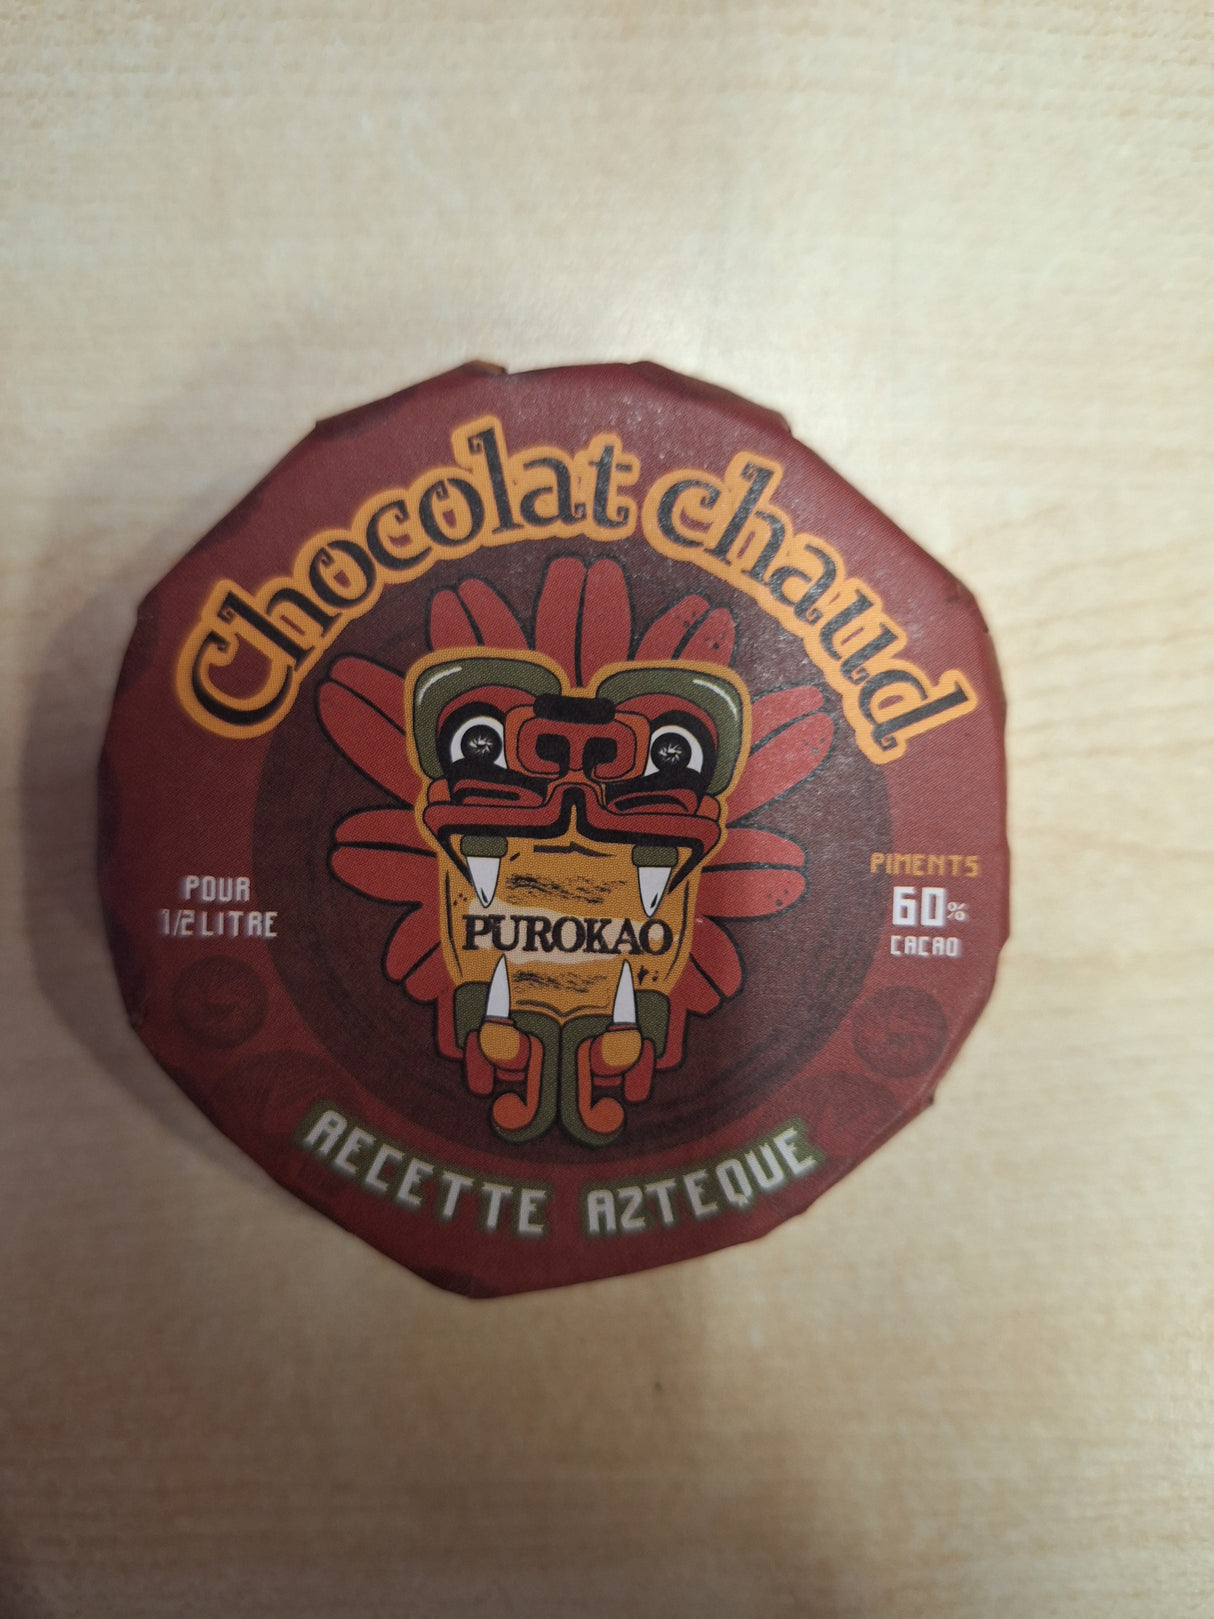 Chocolat chaud
POUR
1/2 LITRE
PIMENTS
60%
CACAO
PUROKAO
RECETTE AZTEQUE